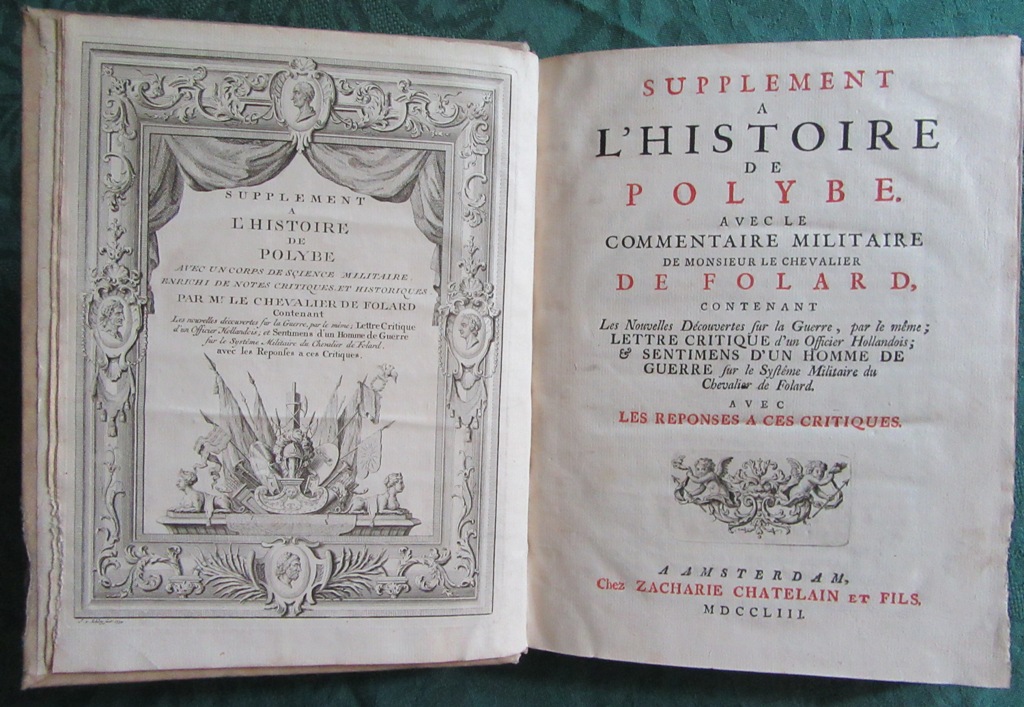 SUPPLEMENT
A
L'HISTOIRE
DE
POLYBE
AVEC UN CORPS DE SCIENCE MILITAIRE.
ENRICHI DE NOTES CRITIQUES ET HISTORIQUES
PAR MR. LE CHEVALIER DE FOLARD
Contenant
Les nouvelles découvertes sur la Guerre, par le même; Lettre Critique
d'un Officier Hollandois; et Sentimens d'un Homme de Guerre
sur le Systême Militaire du Chevalier de Folard.
avec les Reponses a ces Critiques.
SUPPLEMENT
A
L'HISTOIRE
DE
POLYBE.
AVEC LE
COMMENTAIRE MILITAIRE
DE MONSIEUR LE CHEVALIER
DE FOLARD,
CONTENANT
Les Nouvelles Découvertes sur la Guerre, par le même;
LETTRE CRITIQUE d'un Officier Hollandois;
& SENTIMENS D'UN HOMME DE
GUERRE sur le Systéme Militaire du
Chevalier de Folard.
AVEC
LES REPONSES A CES CRITIQUES.
A AMSTERDAM,
Chez ZACHARIE CHATELAIN ET FILS,
MDCCLIII.